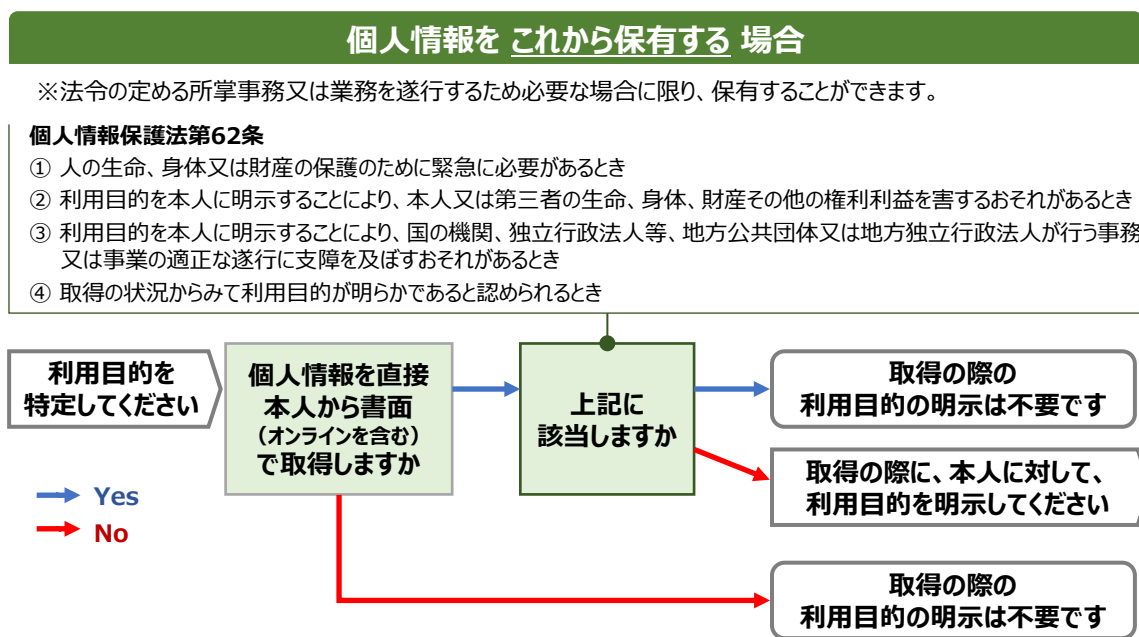 個人情報を これから保有する 場合
※法令の定める所掌事務又は業務を遂行するため必要な場合に限り、保有することができます。
個人情報保護法第62条
① 人の生命、身体又は財産の保護のために緊急に必要があるとき
② 利用目的を本人に明示することにより、本人又は第三者の生命、身体、財産その他の権利利益を害するおそれがあるとき
③ 利用目的を本人に明示することにより、国の機関、独立行政法人等、地方公共団体又は地方独立行政法人が行う事務
又は事業の適正な遂行に支障を及ぼすおそれがあるとき
④ 取得の状況からみて利用目的が明らかであると認められるとき
利用目的を
特定してください
個人情報を直接
本人から書面
（オンラインを含む）
で取得しますか
上記に
該当しますか
取得の際の
利用目的の明示は不要です
取得の際に、本人に対して、
利用目的を明示してください
Yes
No
取得の際の
利用目的の明示は不要です